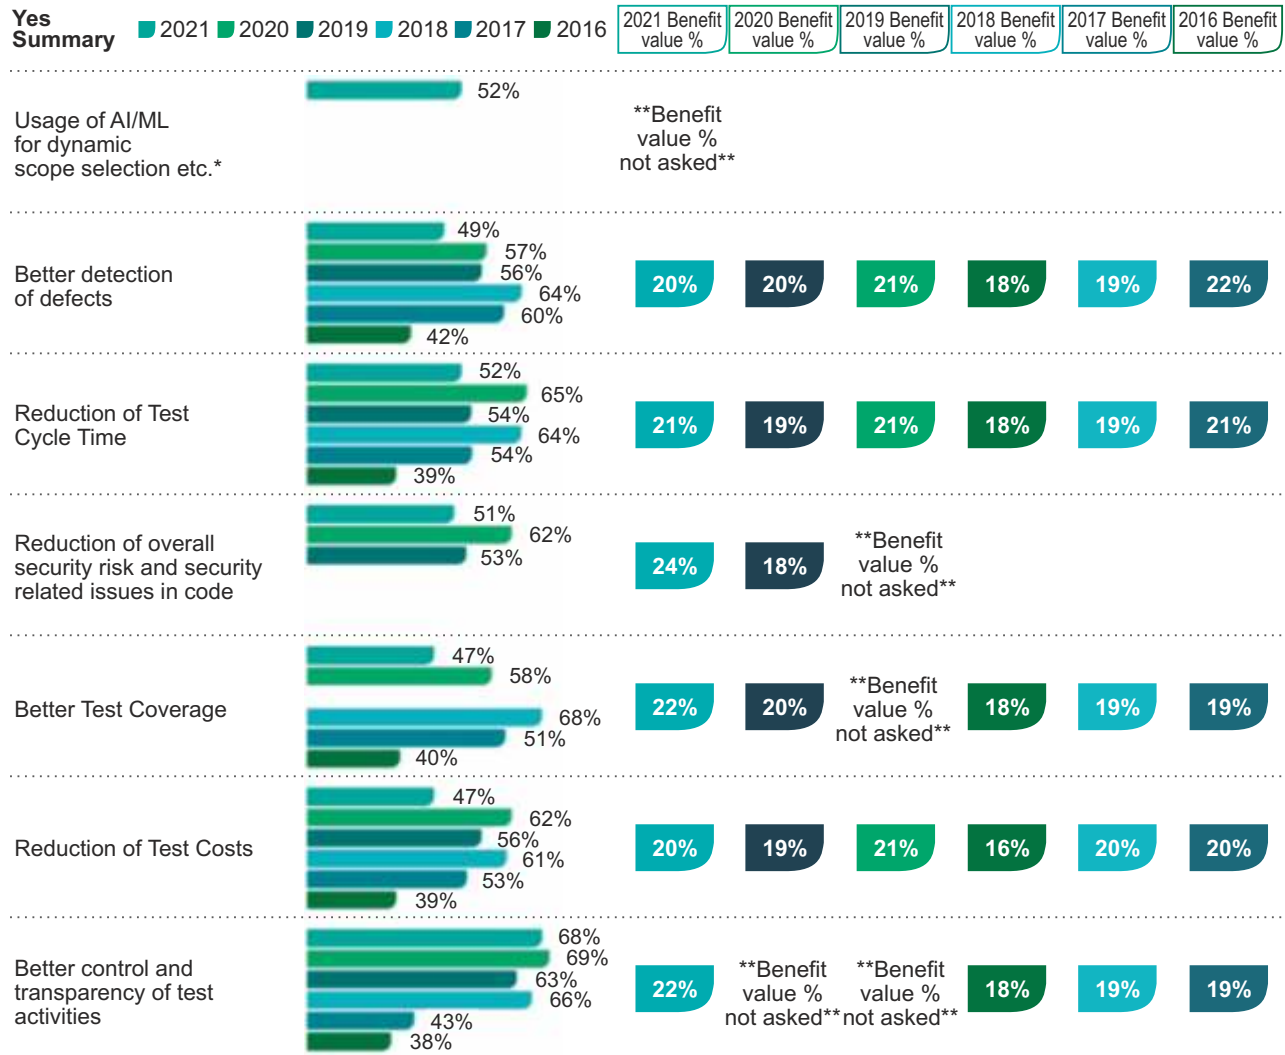 Yes
Summary
2021 2020 2019 2018 2017 2016
2021 Benefit
value %
2020 Benefit
value %
2019 Benefit
value %
2018 Benefit
value %
2017 Benefit
value %
2016 Benefit
value %
Usage of AI/ML
for dynamic
scope selection etc.*
52%
**Benefit
value %
not asked**
Better detection
of defects
49%
57%
56%
64%
60%
42%
20% 20% 21% 18% 19% 22%
Reduction of Test
Cycle Time
52%
65%
54%
64%
54%
39%
21% 19% 21% 18% 19% 21%
Reduction of overall
security risk and security
related issues in code
51%
62%
53%
24% 18%
**Benefit
value %
not asked**
Better Test Coverage
47%
58%
68%
51%
40%
22% 20%
**Benefit
value %
not asked**
18% 19% 19%
Reduction of Test Costs
47%
62%
56%
61%
53%
39%
20% 19% 21% 16% 20% 20%
Better control and
transparency of test
activities
68%
69%
63%
66%
43%
38%
22%
**Benefit
value %
not asked**
**Benefit
value %
not asked**
18% 19% 19%